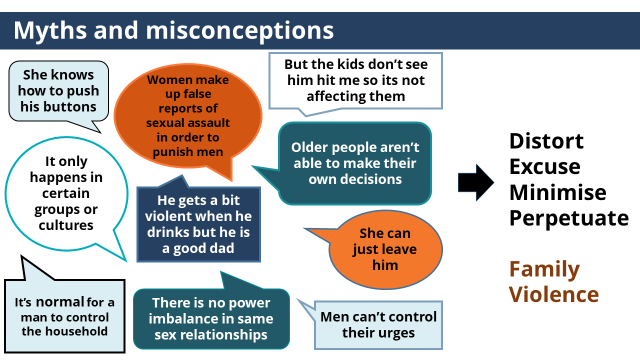 Myths and misconceptions
She knows
how to push
his buttons
Women make
up false
reports of
sexual assault
in order to
punish men
But the kids don’t see
him hit me so its not
affecting them
Older people aren’t
able to make their
own decisions
It only
happens in
certain
groups or
cultures
He gets a bit
violent when he
drinks but he is
a good dad
She can
just leave
him
It’s normal for a
man to control
the household
There is no power
imbalance in same
sex relationships
Men can’t control
their urges
Distort
Excuse
Minimise
Perpetuate
Family
Violence